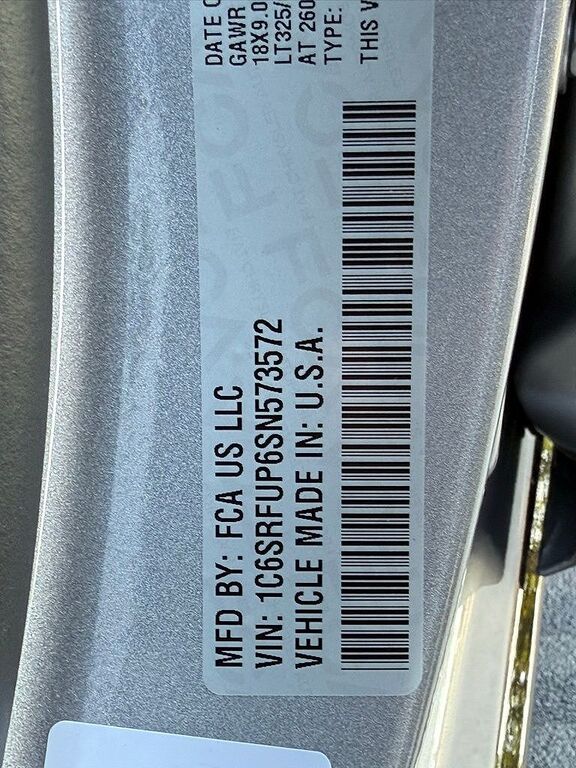 MFD BY: FCA US LLC
VIN: 1C6SRFUP6SN573572
VEHICLE MADE IN: U.S.A.
DATE O
GAWR
18X9.0
LT325/
AT 260
TYPE:
THIS V